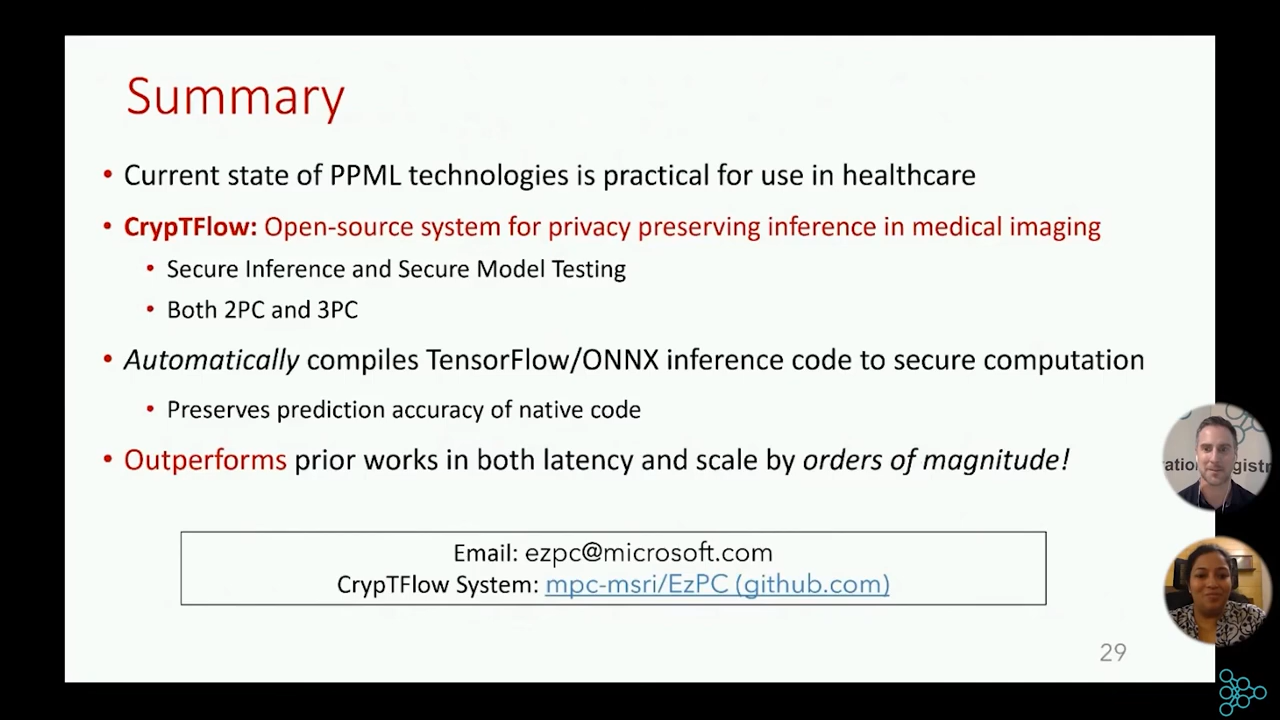 Summary
• Current state of PPML technologies is practical for use in healthcare
• CrypTFlow: Open-source system for privacy preserving inference in medical imaging
• Secure Inference and Secure Model Testing
• Both 2PC and 3PC
• Automatically compiles TensorFlow/ONNX inference code to secure computation
• Preserves prediction accuracy of native code
• Outperforms prior works in both latency and scale by orders of magnitude!
Email: ezpc@microsoft.com
CrypTFlow System: mpc-msri/EzPC (github.com)
29